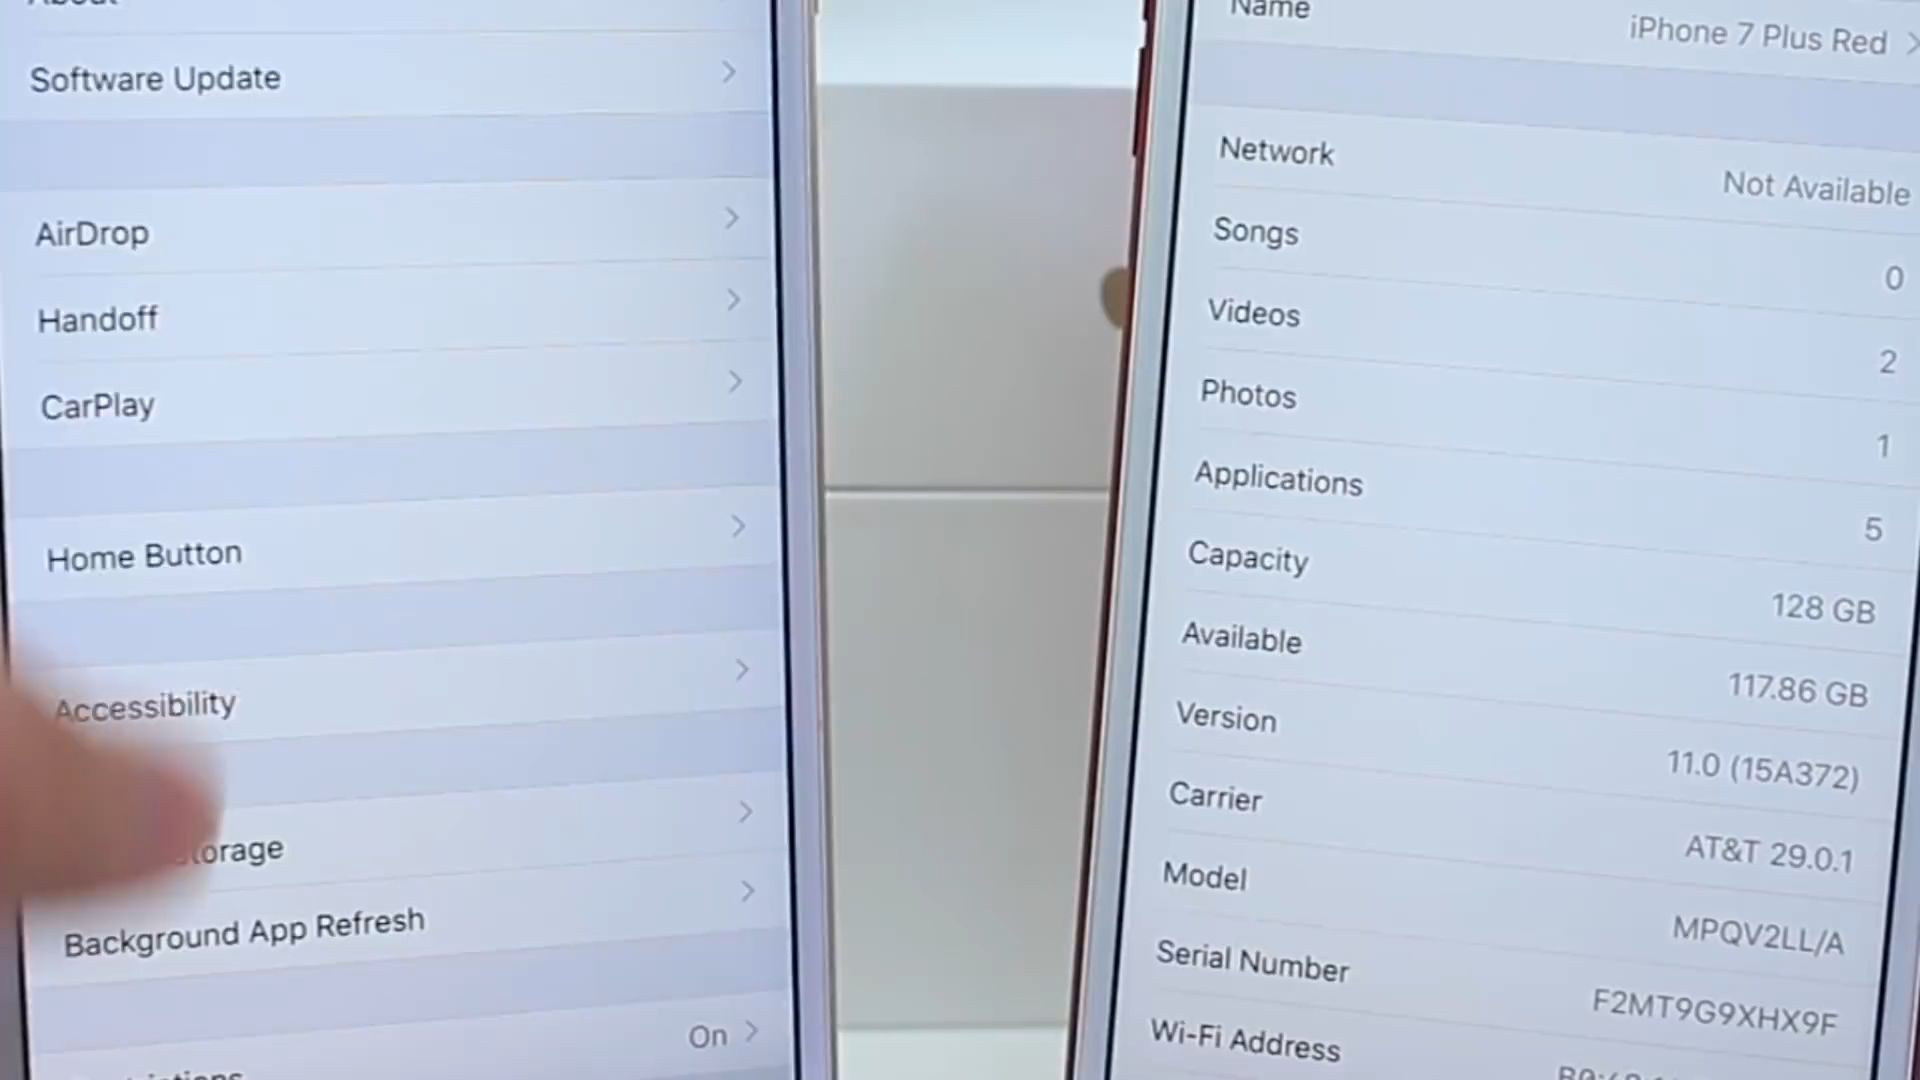 About
Software Update
AirDrop
Handoff
CarPlay
Home Button
Accessibility
Background App Refresh
On
Name iPhone 7 Plus Red
Network Not Available
Songs 0
Videos 2
Photos 1
Applications 5
Capacity 128 GB
Available 117.86 GB
Version 11.0 (15A372)
Carrier AT&T 29.0.1
Model MPQV2LL/A
Serial Number F2MT9G9XHX9F
Wi-Fi Address